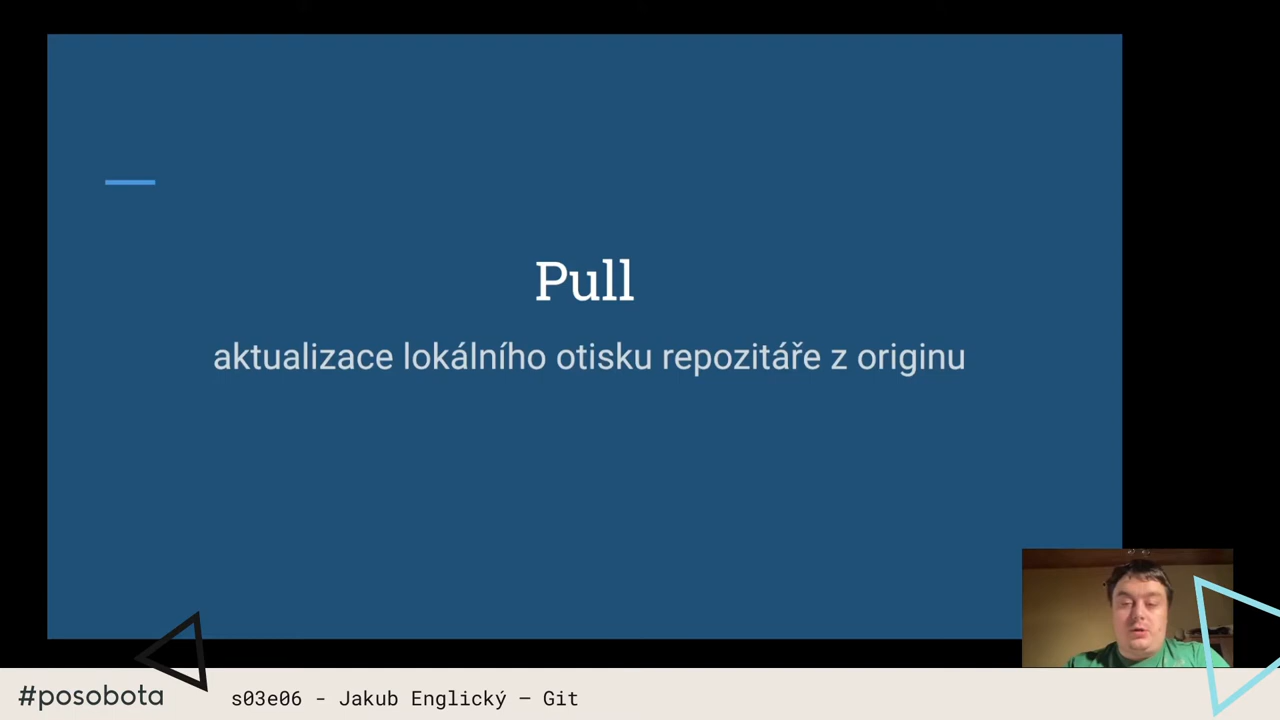 Pull
aktualizace lokálního otisku repozitáře z originu
#posobota
s03e06 - Jakub Englický – Git